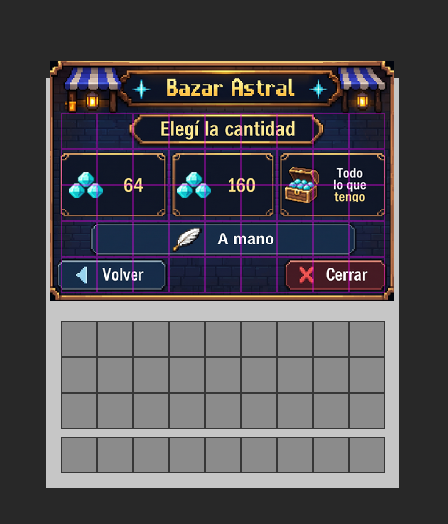 Bazar Astral
Elegí la cantidad
64
160
Todo
lo que
tengo
A mano
Volver
Cerrar